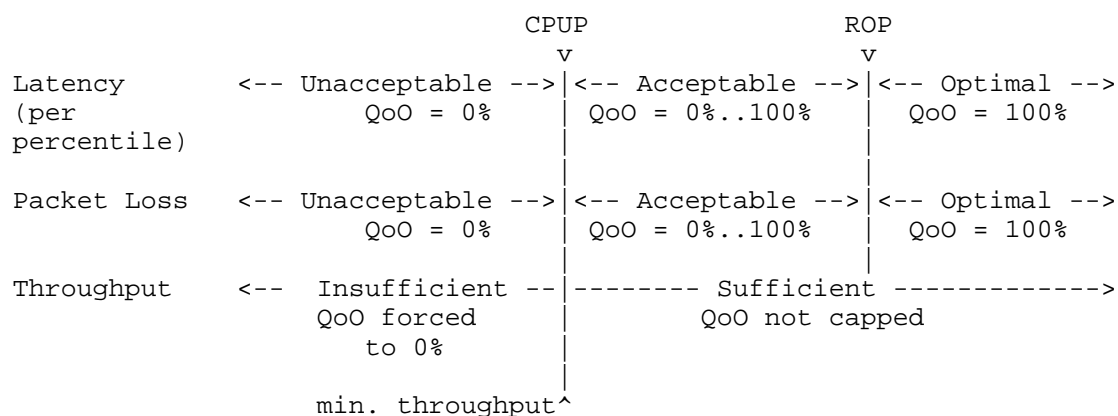 CPUP                 ROP
                                    v                   v
Latency        <-- Unacceptable -->|<-- Acceptable -->|<-- Optimal -->
(per                   QoO = 0%    | QoO = 0%..100%   |  QoO = 100%
percentile)                        |                  |
                                   |                  |
Packet Loss    <-- Unacceptable -->|<-- Acceptable -->|<-- Optimal -->
                       QoO = 0%    | QoO = 0%..100%   |  QoO = 100%
                                   |                  |
Throughput     <--  Insufficient --|-------- Sufficient ------------->
                    QoO forced     |        QoO not capped
                       to 0%       |
                                   |
                    min. throughput^